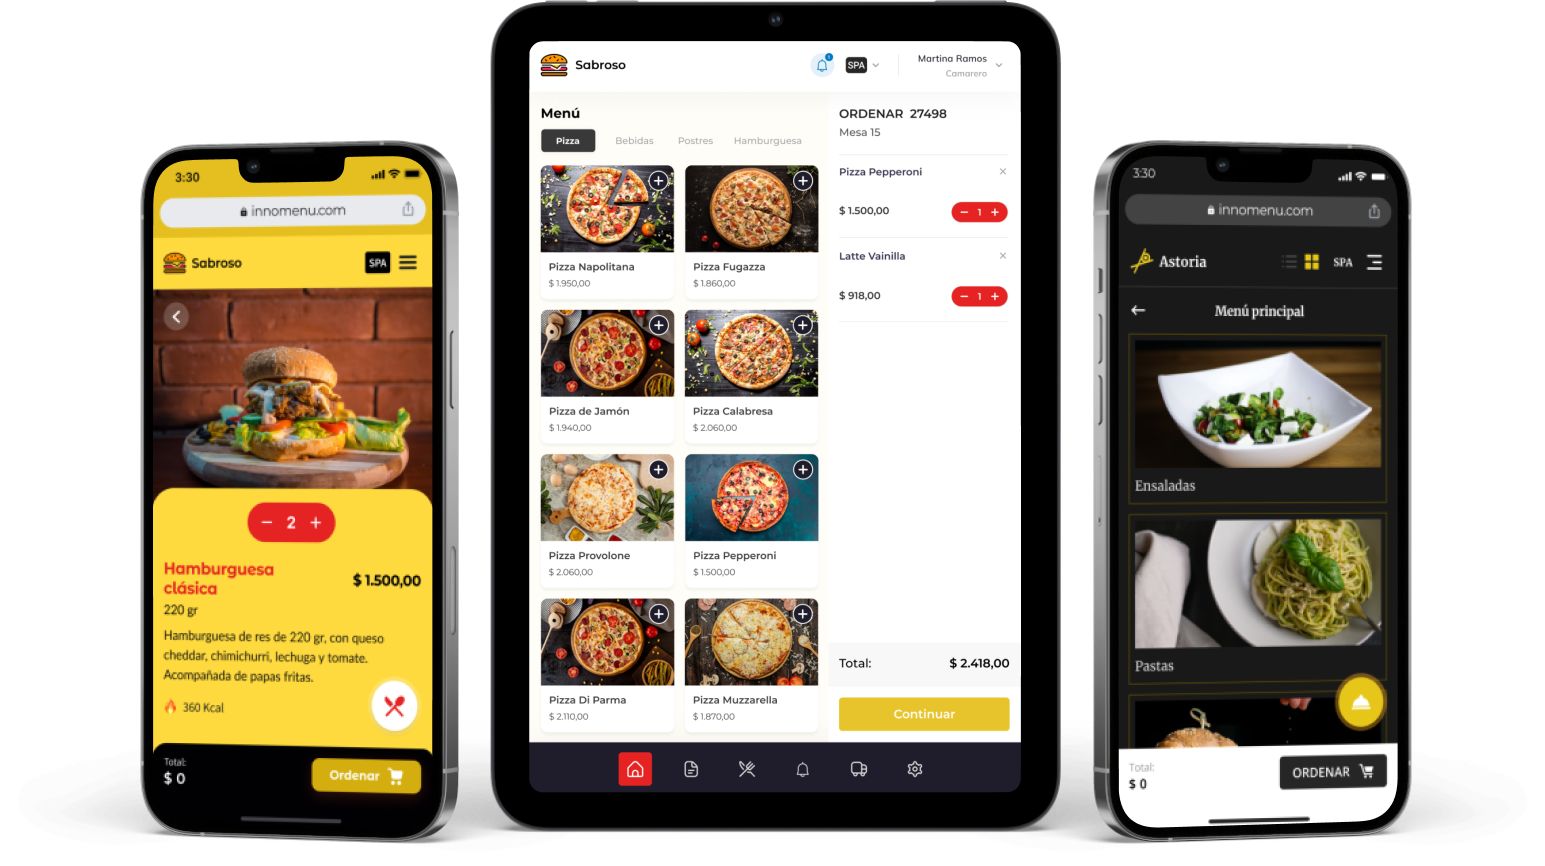 3:30
innomenu.com
Sabroso
SPA
2
Hamburguesa
clásica
$ 1.500,00
220 gr
Hamburguesa de res de 220 gr, con queso
cheddar, chimichurri, lechuga y tomate.
Acompañada de papas fritas.
360 Kcal
Total:
$ 0
Ordenar
Sabroso
SPA
Martina Ramos
Camarero
Menú
Pizza
Bebidas
Postres
Hamburguesa
Pizza Napolitana
$ 1.950,00
Pizza Fugazza
$ 1.860,00
Pizza de Jamón
$ 1.940,00
Pizza Calabresa
$ 2.060,00
Pizza Provolone
$ 2.060,00
Pizza Pepperoni
$ 1.500,00
Pizza Di Parma
$ 2.110,00
Pizza Muzzarella
$ 1.870,00
ORDENAR 27498
Mesa 15
Pizza Pepperoni
$ 1.500,00
1
Latte Vainilla
$ 918,00
1
Total:
$ 2.418,00
Continuar
3:30
innomenu.com
Astoria
SPA
Menú principal
Ensaladas
Pastas
Total:
$ 0
ORDENAR